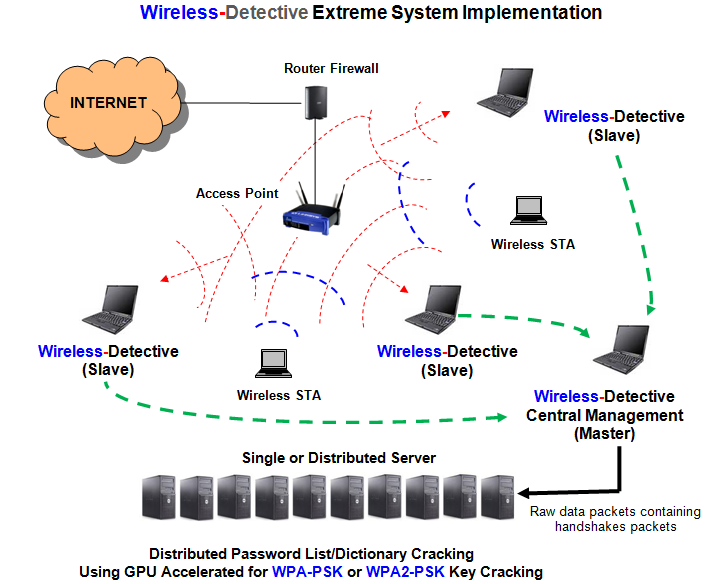 Wireless-Detective Extreme System Implementation
Router Firewall
INTERNET
Wireless-Detective
(Slave)
Access Point
Wireless STA
Wireless-Detective
(Slave)
Wireless STA
Wireless-Detective
(Slave)
Wireless-Detective
Central Management
(Master)
Single or Distributed Server
Raw data packets containing
handshakes packets
Distributed Password List/Dictionary Cracking
Using GPU Accelerated for WPA-PSK or WPA2-PSK Key Cracking